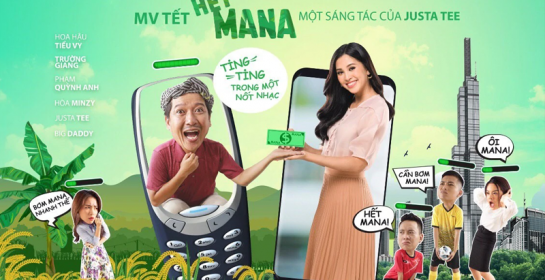 MV TẾT
HẾT
MANA
MỘT SÁNG TÁC CỦA JUSTA TEE
HOA HẬU
TIỂU VY
TRƯỜNG
GIANG
PHẠM
QUỲNH ANH
HÒA MINZY
JUSTA TEE
BIG DADDY
TING
TING
TRONG MỘT
NỐT NHẠC
BƠM MANA
NHANH THẾ
HẾT
MANA!
CẦN BƠM
MANA!
ÔI
MANA!